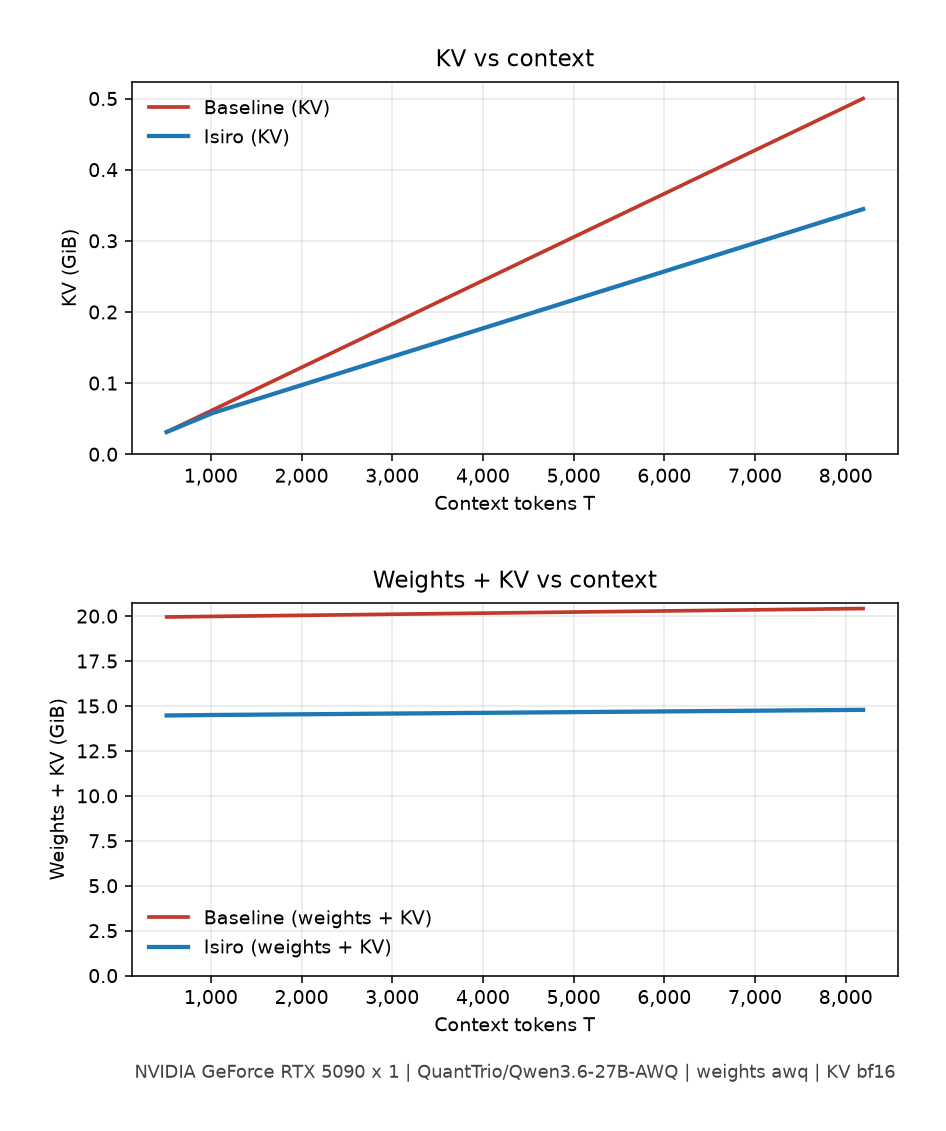 KV vs context
0.5
0.4
0.3
0.2
0.1
0.0
KV (GiB)
Baseline (KV)
Isiro (KV)
1,000 2,000 3,000 4,000 5,000 6,000 7,000 8,000
Context tokens T
Weights + KV vs context
20.0
17.5
15.0
12.5
10.0
7.5
5.0
2.5
0.0
Weights + KV (GiB)
Baseline (weights + KV)
Isiro (weights + KV)
1,000 2,000 3,000 4,000 5,000 6,000 7,000 8,000
Context tokens T
NVIDIA GeForce RTX 5090 x 1 | QuantTrio/Qwen3.6-27B-AWQ | weights awq | KV bf16